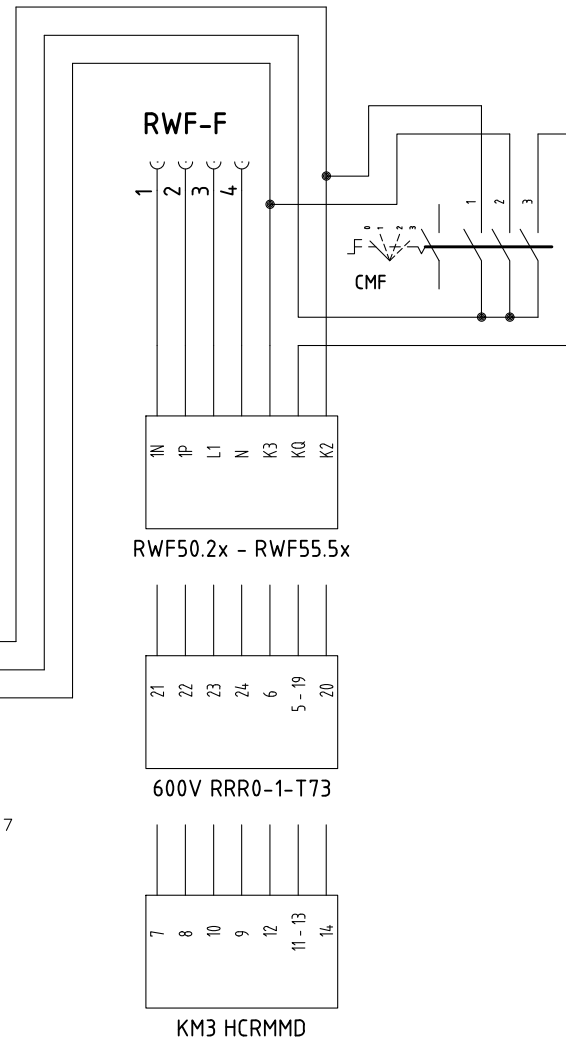 RWF-F
1 2 3 4
1 2 3
0 1 2 3
CMF
1N 1P L1 N K3 KQ K2
RWF50.2x - RWF55.5x
21 22 23 24 6 5 - 19 20
600V RRR0-1-T73
7
7 8 10 9 12 11 - 13 14
KM3 HCRMMD